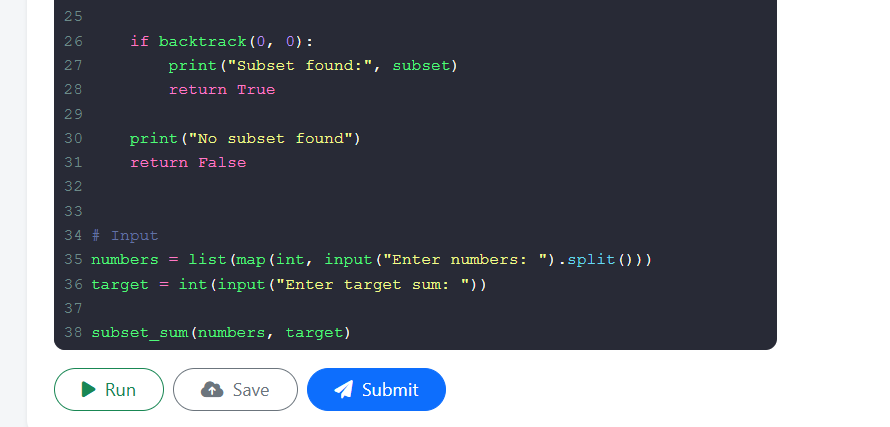 25
26     if backtrack(0, 0):
27         print("Subset found:", subset)
28         return True
29
30     print("No subset found")
31     return False
32
33
34 # Input
35 numbers = list(map(int, input("Enter numbers: ").split()))
36 target = int(input("Enter target sum: "))
37
38 subset_sum(numbers, target)
Run Save Submit